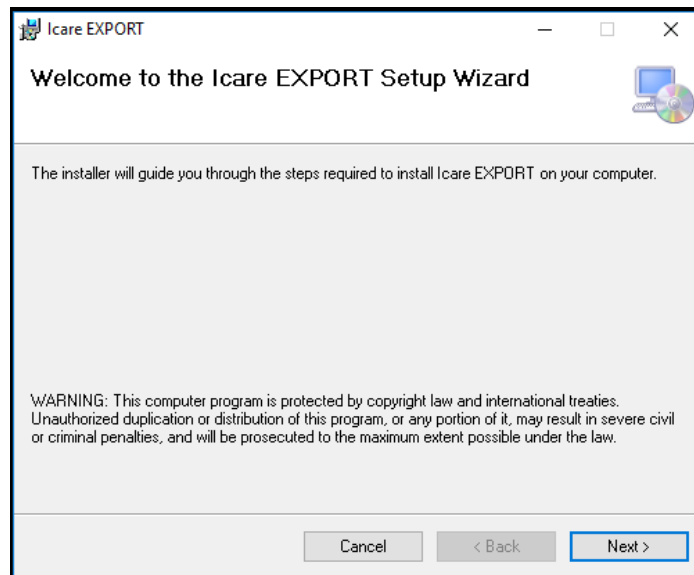 Icare EXPORT
Welcome to the Icare EXPORT Setup Wizard
The installer will guide you through the steps required to install Icare EXPORT on your computer.
WARNING: This computer program is protected by copyright law and international treaties.
Unauthorized duplication or distribution of this program, or any portion of it, may result in severe civil
or criminal penalties, and will be prosecuted to the maximum extent possible under the law.
Cancel
< Back
Next >